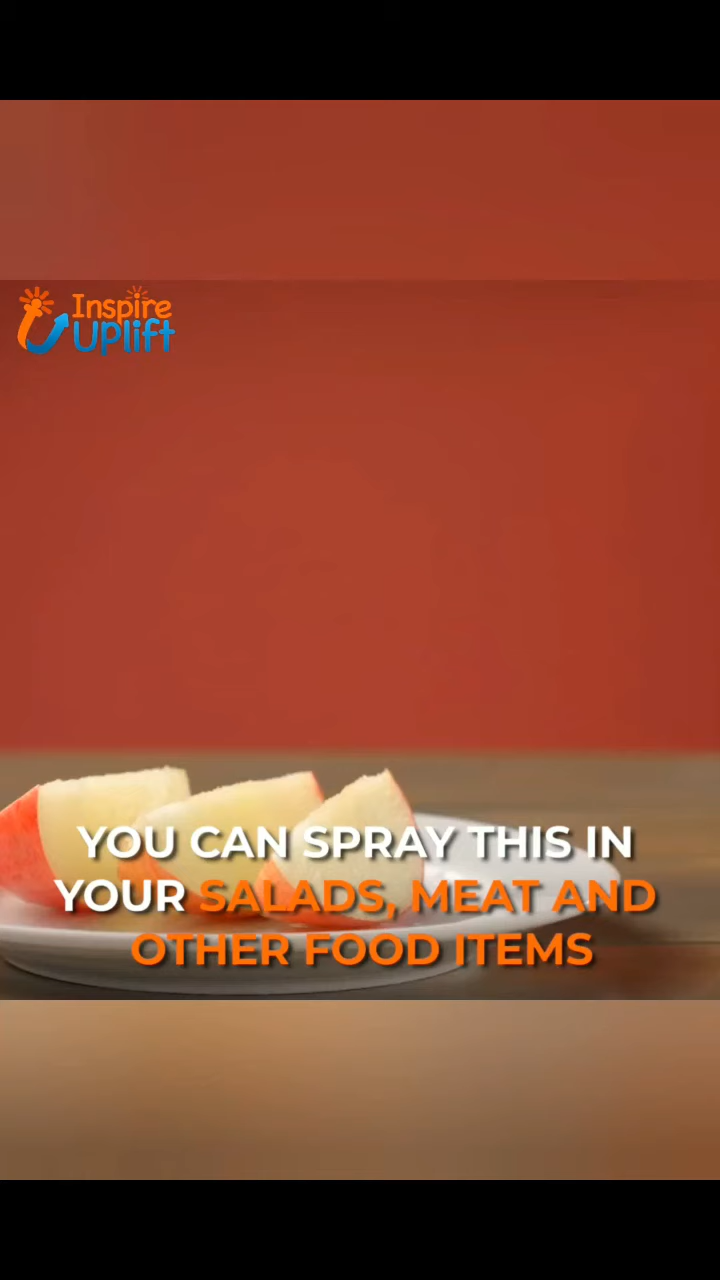 Inspire
Uplift
YOU CAN SPRAY THIS IN
YOUR SALADS, MEAT AND
OTHER FOOD ITEMS